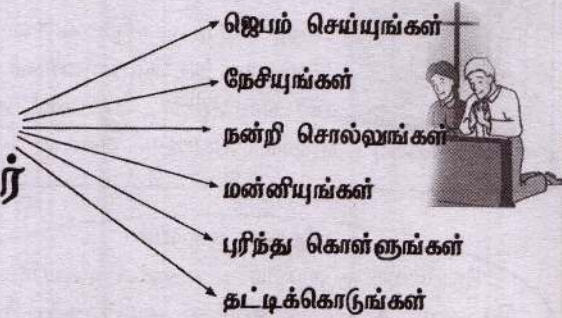 ஜெபம் செய்யுங்கள்
நேசியுங்கள்
நன்றி சொல்லுங்கள்
மன்னியுங்கள்
ர்
புரிந்து கொள்ளுங்கள்
தட்டிக்கொடுங்கள்